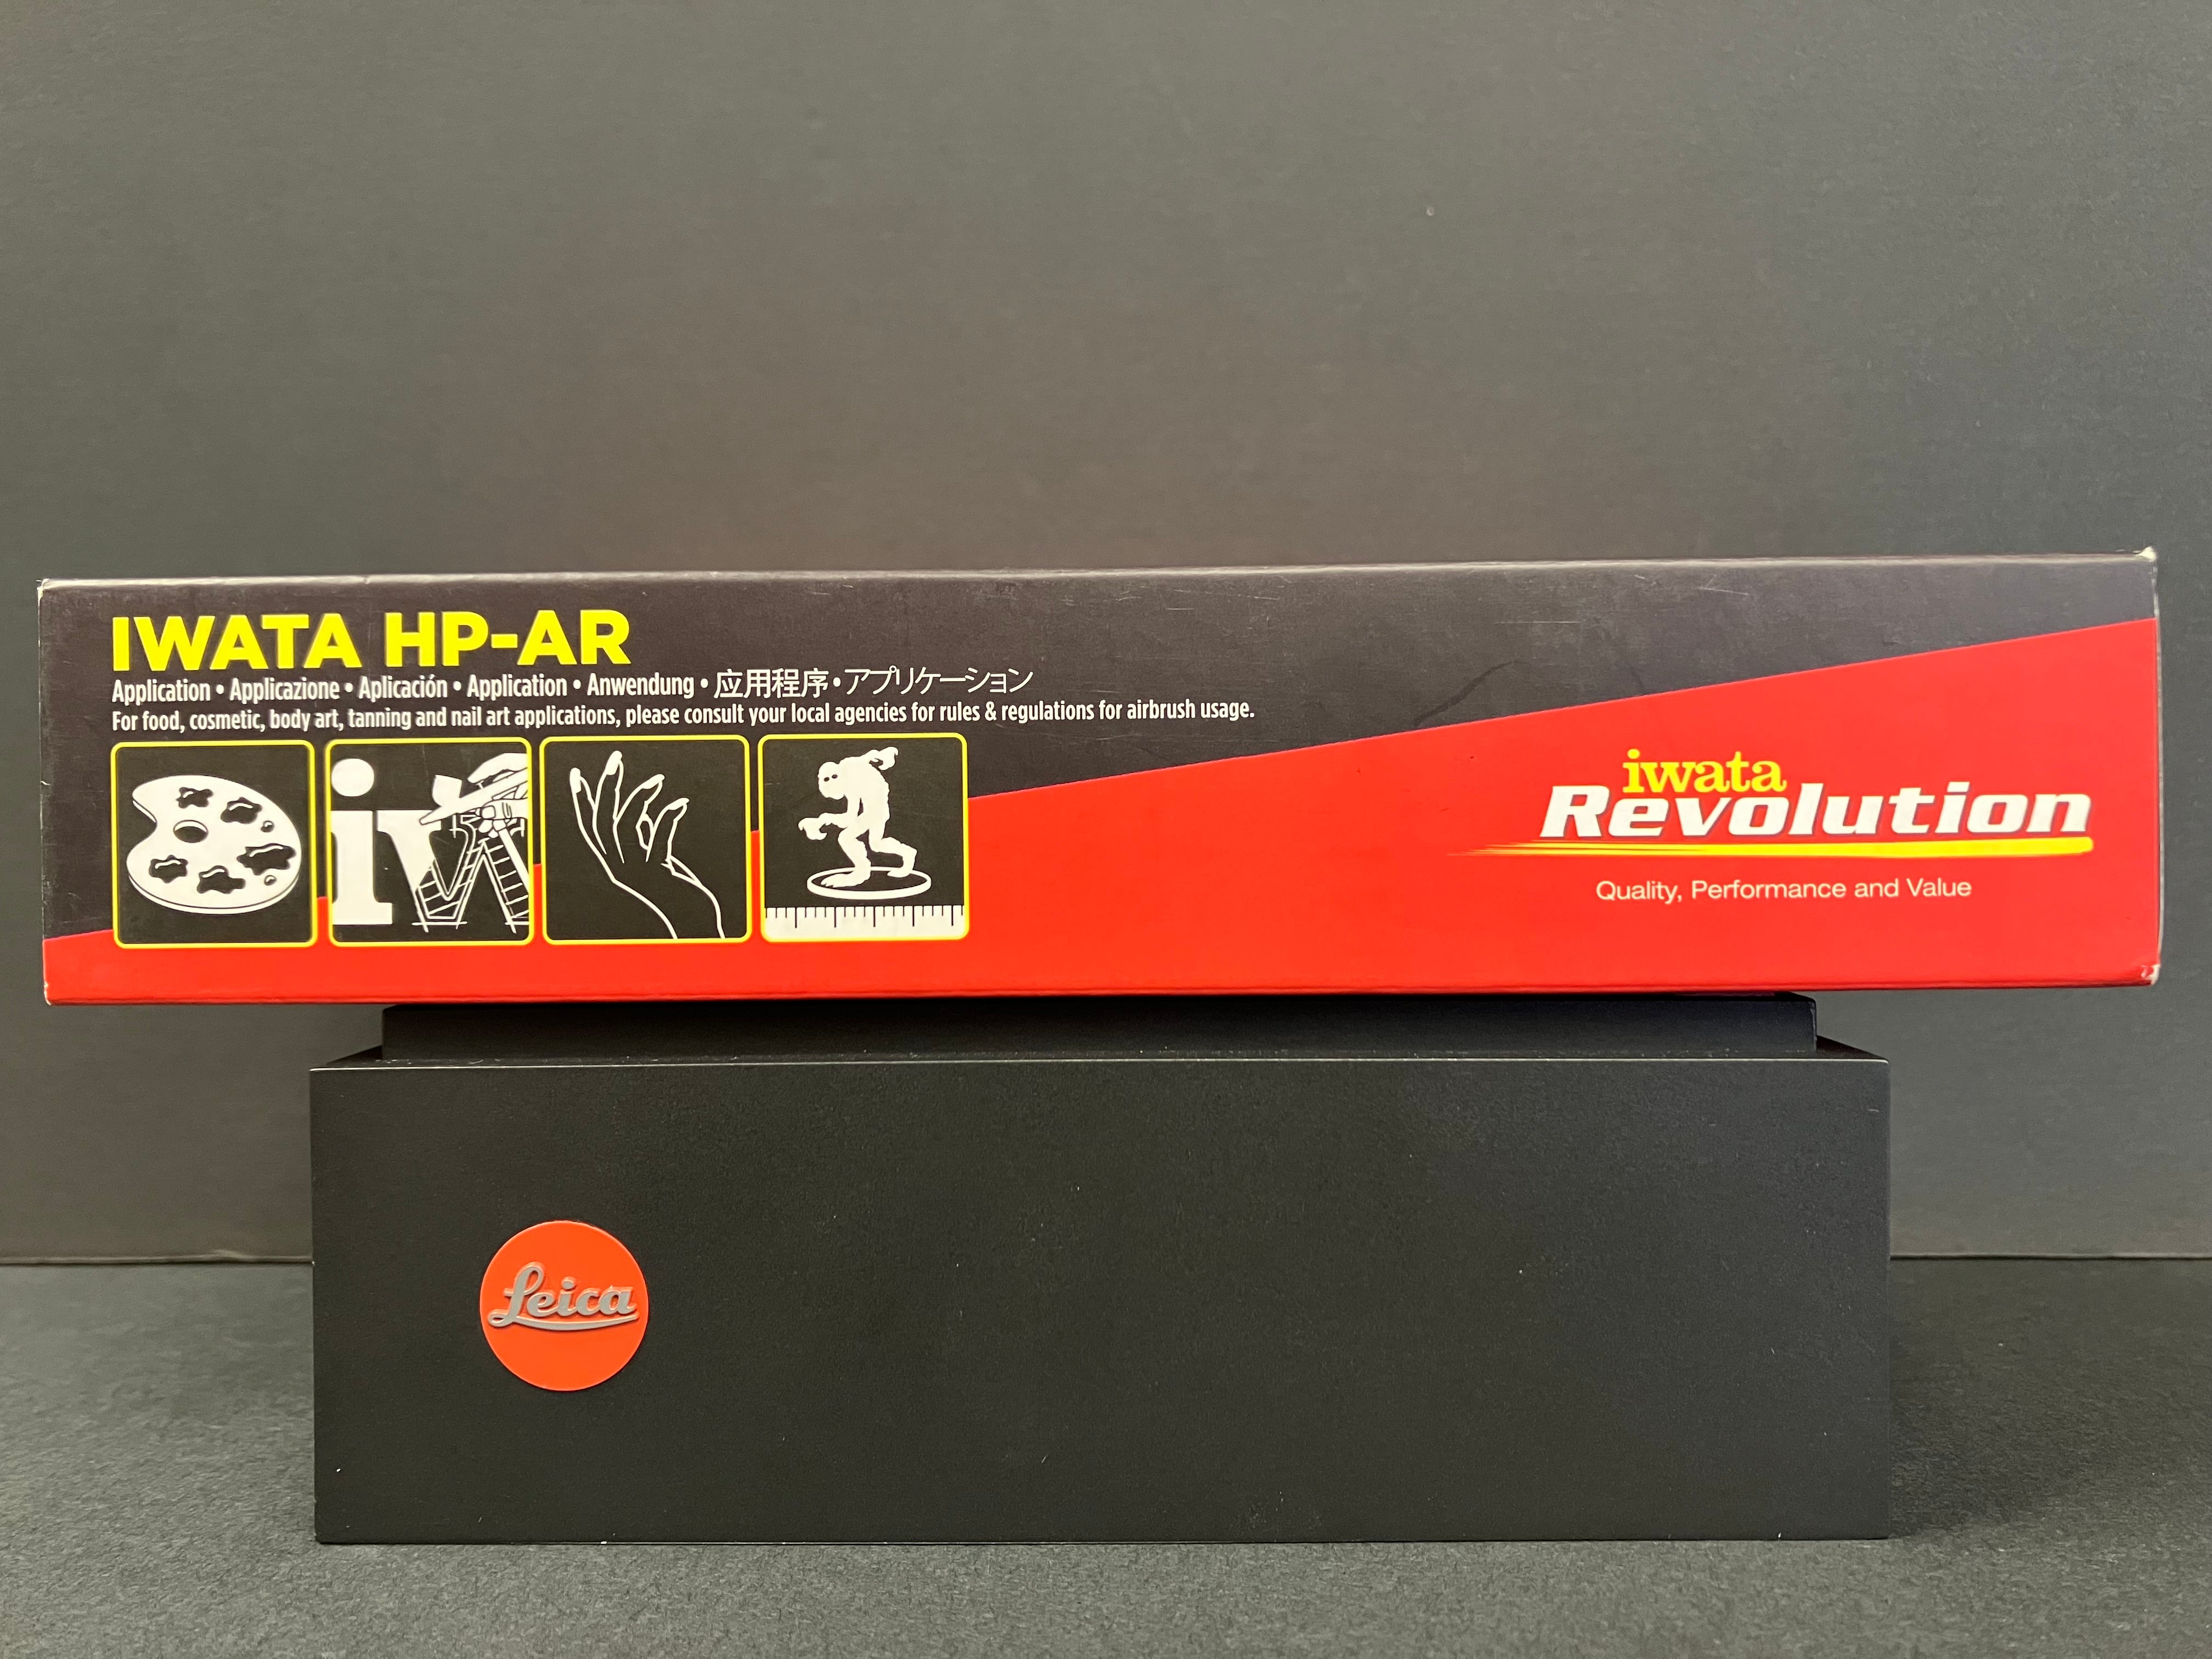 IWATA HP-AR
Application • Applicazione • Aplicación • Application • Anwendung • 应用程序 • アプリケーション
For food, cosmetic, body art, tanning and nail art applications, please consult your local agencies for rules & regulations for airbrush usage.
iw
iwata
Revolution
Quality, Performance and Value
Leica